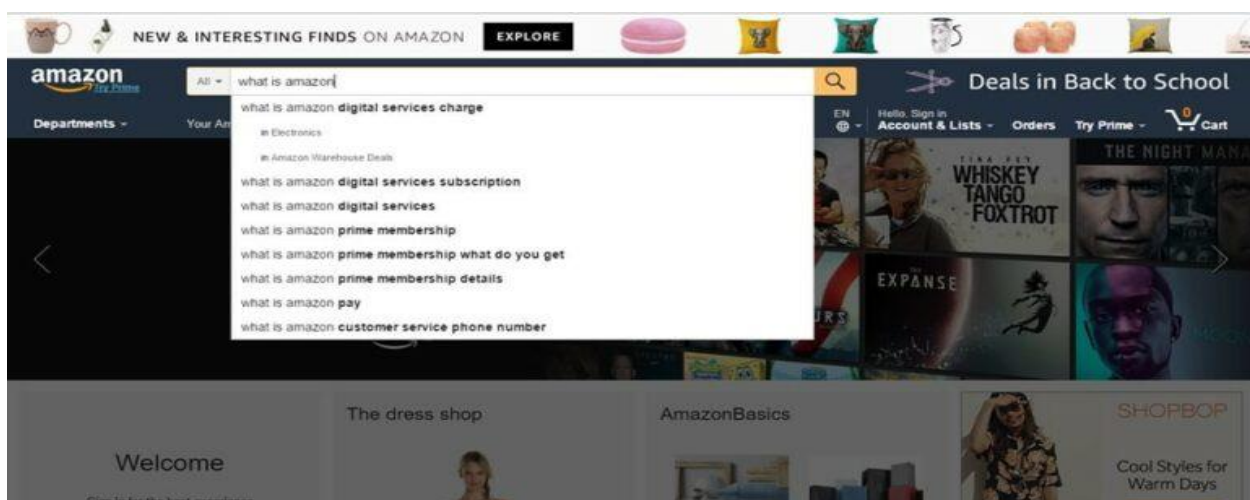 NEW & INTERESTING FINDS ON AMAZON EXPLORE
amazon
Try Prime
All
what is amazon
Deals in Back to School
Departments
Your Am
EN
Hello. Sign in
Account & Lists
Orders
Try Prime
0
Cart
what is amazon digital services charge
in Electronics
in Amazon Warehouse Deals
what is amazon digital services subscription
what is amazon digital services
what is amazon prime membership
what is amazon prime membership what do you get
what is amazon prime membership details
what is amazon pay
what is amazon customer service phone number
TINA FEY
WHISKEY
TANGO
FOXTROT
THE NIGHT MANA
EXPANSE
URS
Welcome
The dress shop
AmazonBasics
SHOPBOP
Cool Styles for
Warm Days